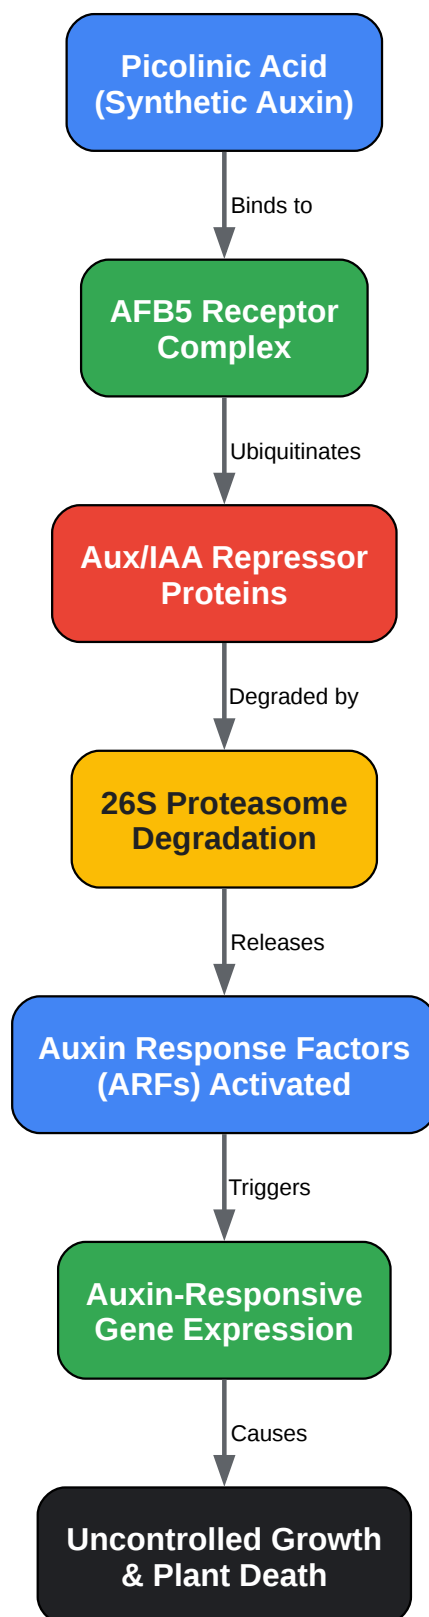 Picolinic Acid
(Synthetic Auxin)
Binds to
AFB5 Receptor
Complex
Ubiquitinates
Aux/IAA Repressor
Proteins
Degraded by
26S Proteasome
Degradation
Releases
Auxin Response Factors
(ARFs) Activated
Triggers
Auxin-Responsive
Gene Expression
Causes
Uncontrolled Growth
& Plant Death